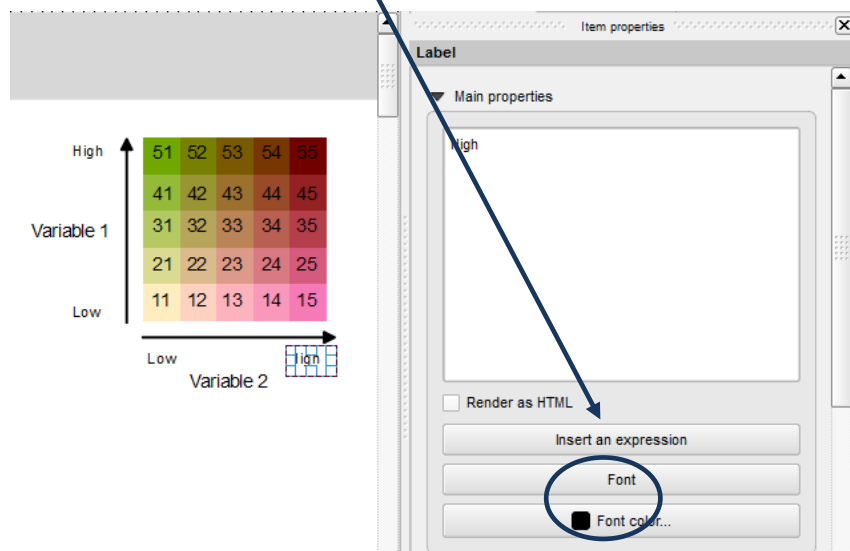 Item properties
Label
Main properties
High
Render as HTML
Insert an expression
Font
Font color...
High
51 52 53 54 55
41 42 43 44 45
Variable 1
31 32 33 34 35
21 22 23 24 25
11 12 13 14 15
Low
Low High
Variable 2